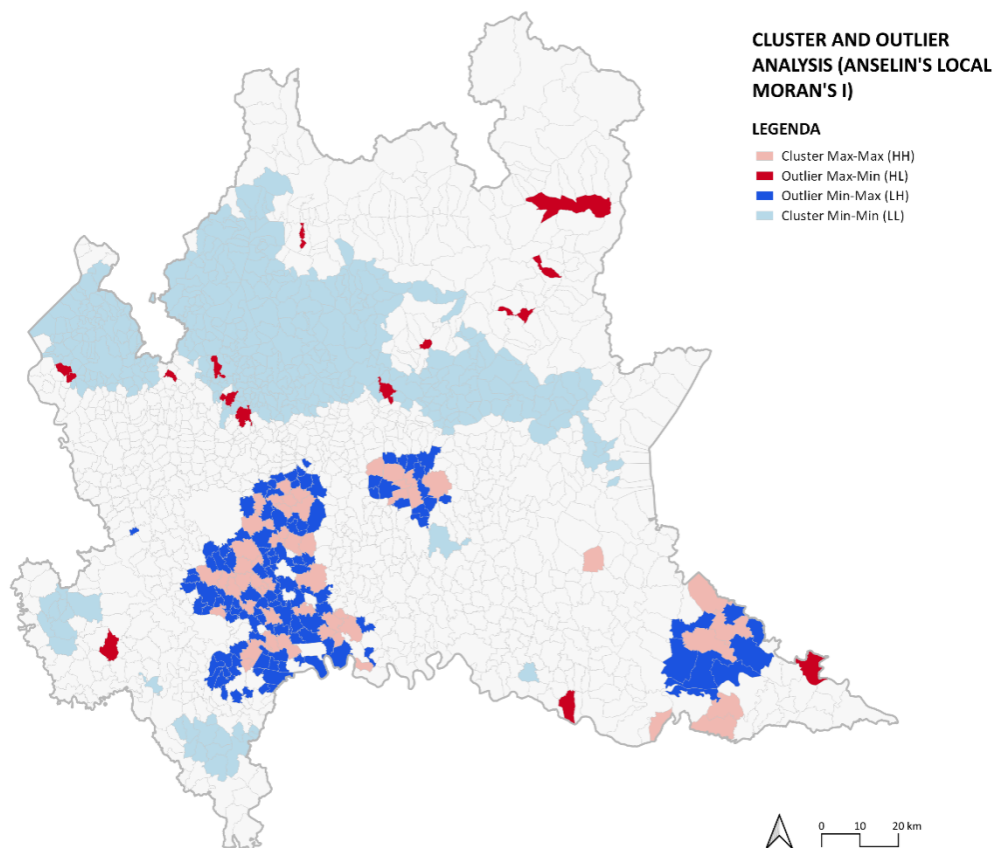 CLUSTER AND OUTLIER
ANALYSIS (ANSELIN'S LOCAL
MORAN'S I)
LEGENDA
Cluster Max-Max (HH)
Outlier Max-Min (HL)
Outlier Min-Max (LH)
Cluster Min-Min (LL)
0 10 20 km